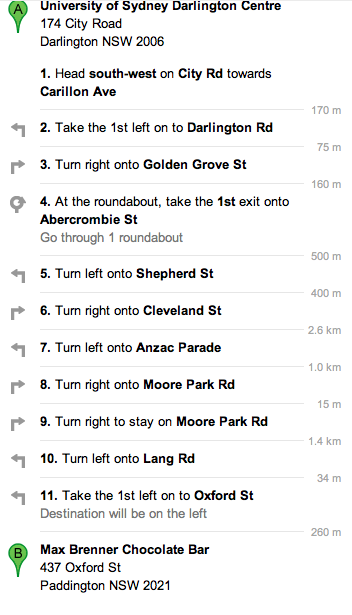 A
University of Sydney Darlington Centre
174 City Road
Darlington NSW 2006
1. Head south-west on City Rd towards
Carillon Ave
170 m
2. Take the 1st left on to Darlington Rd
75 m
3. Turn right onto Golden Grove St
160 m
4. At the roundabout, take the 1st exit onto
Abercrombie St
Go through 1 roundabout
500 m
5. Turn left onto Shepherd St
400 m
6. Turn right onto Cleveland St
2.6 km
7. Turn left onto Anzac Parade
1.0 km
8. Turn right onto Moore Park Rd
15 m
9. Turn right to stay on Moore Park Rd
1.4 km
10. Turn left onto Lang Rd
34 m
11. Take the 1st left on to Oxford St
Destination will be on the left
260 m
B
Max Brenner Chocolate Bar
437 Oxford St
Paddington NSW 2021